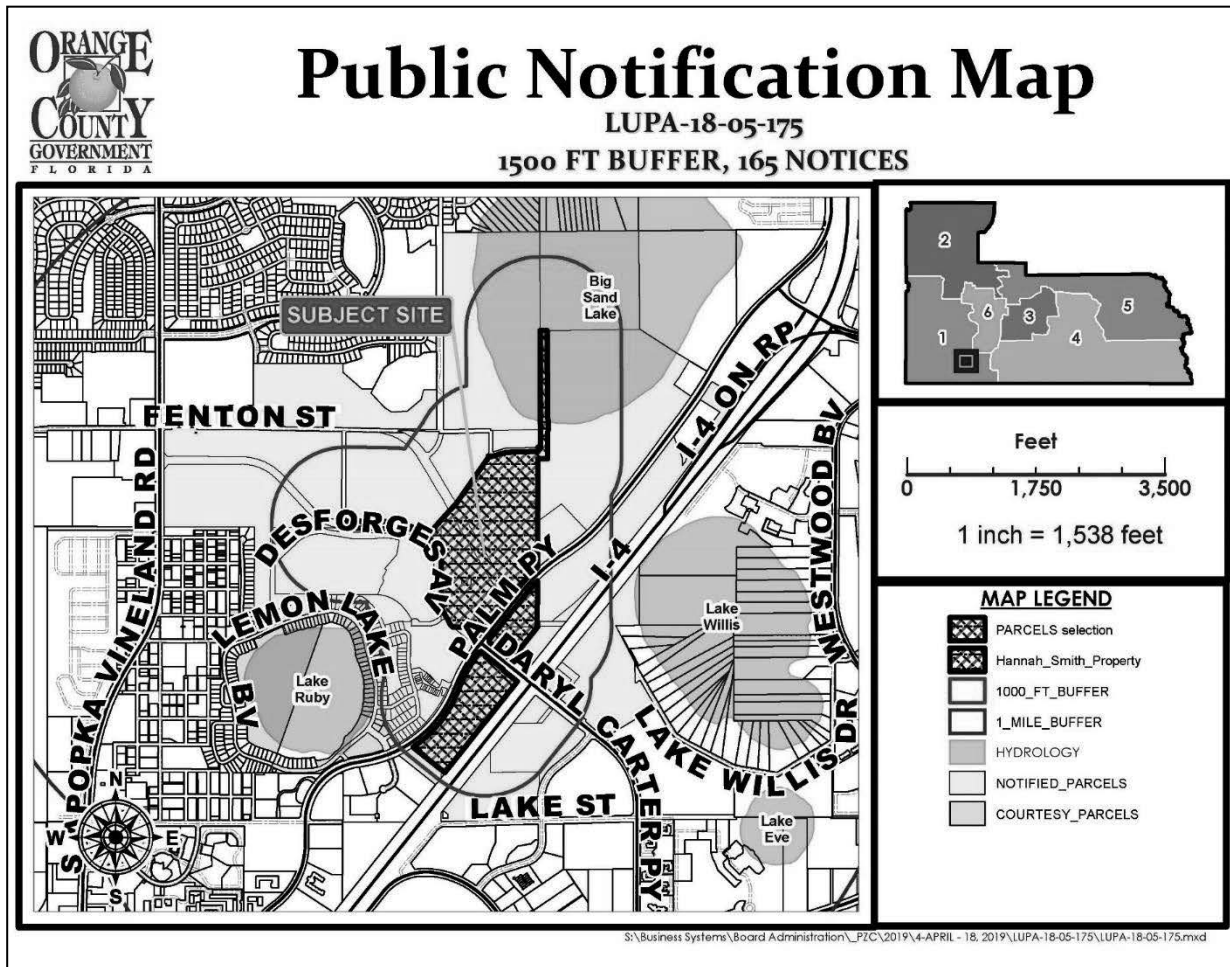 ORANGE
COUNTY
GOVERNMENT
FLORIDA
Public Notification Map
LUPA-18-05-175
1500 FT BUFFER, 165 NOTICES
SUBJECT SITE
Big
Sand
Lake
FENTON ST
I-4 ON RP
I-4
WESTWOOD BV
DESFORGES AV
PALM PY
Lake
Willis
LEMON LAKE
BV
Lake
Ruby
DARYL CARTER PY
LAKE WILLIS DR
LAKE ST
Lake
Eve
S OPOPKA VINELAND RD
N
W
E
S
2
1
6
3
4
5
Feet
0
1,750
3,500
1 inch = 1,538 feet
MAP LEGEND
PARCELS selection
Hannah_Smith_Property
1000_FT_BUFFER
1_MILE_BUFFER
HYDROLOGY
NOTIFIED_PARCELS
COURTESY_PARCELS
S:\Business Systems\Board Administration\_PZC\2019\4-APRIL - 18, 2019\LUPA-18-05-175\LUPA-18-05-175.mxd